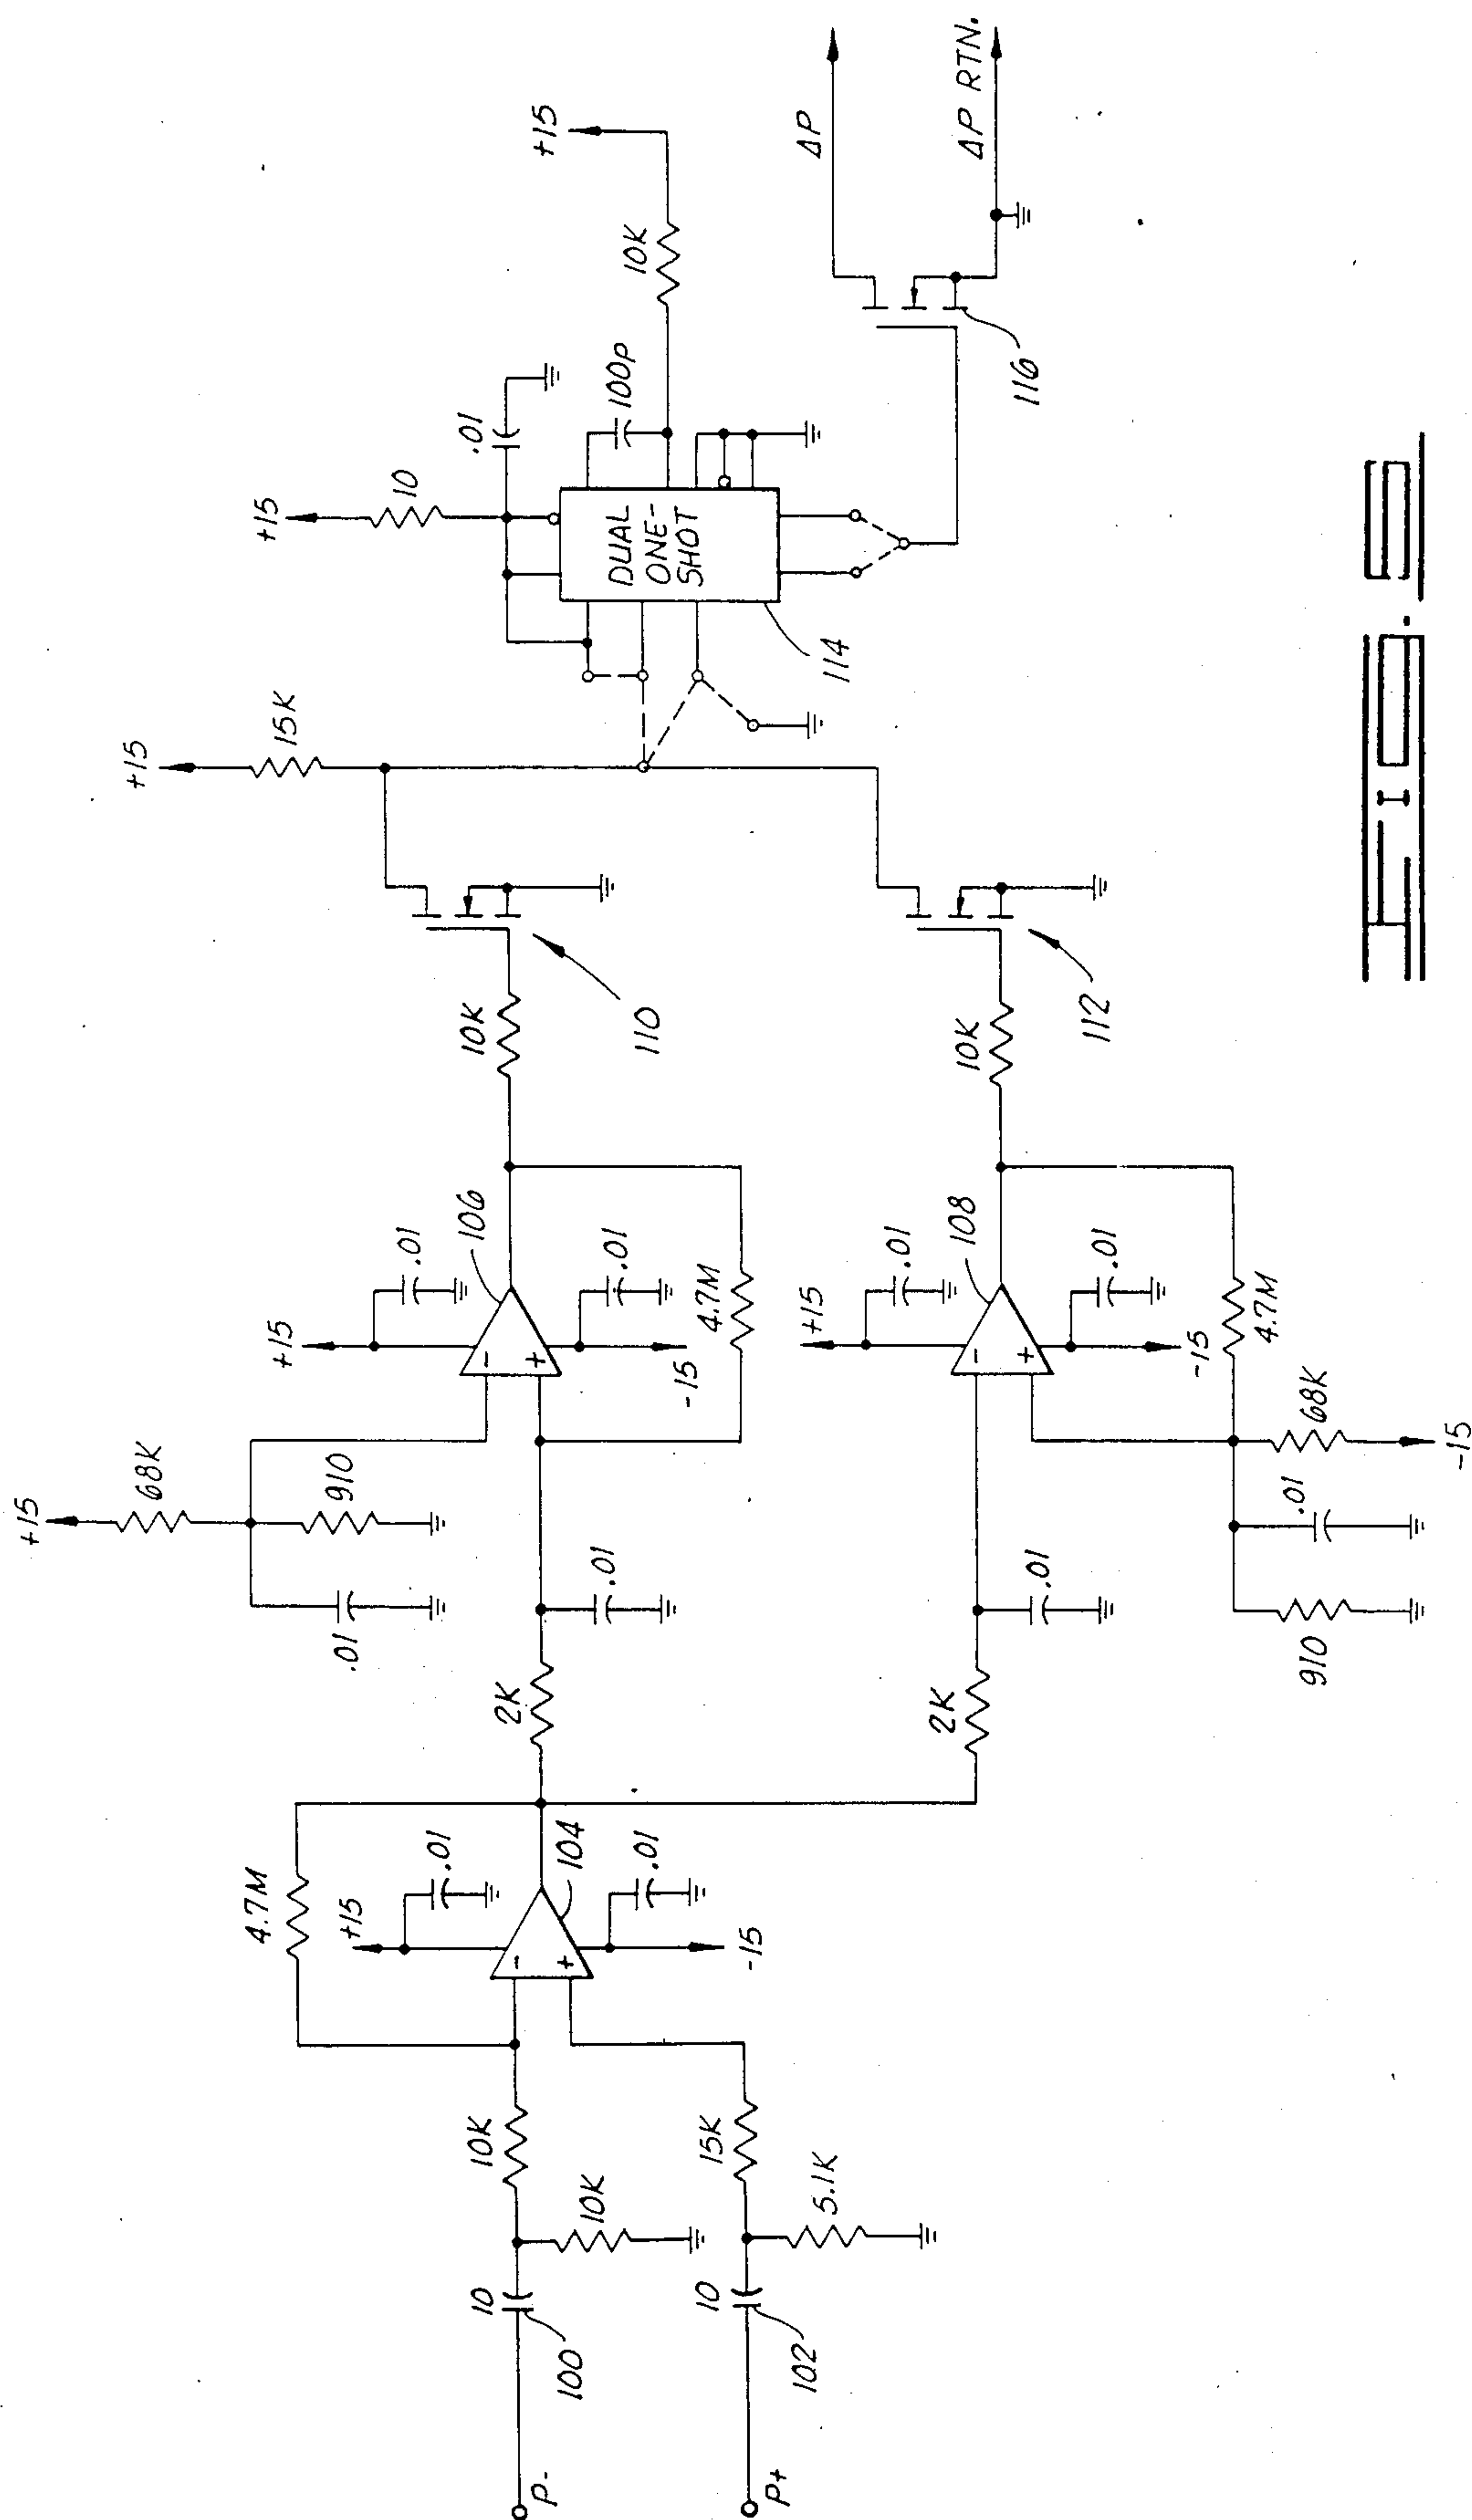 +15
68K
910
.01
+15
15K
+15
10
.01
+15
10K
100P
DUAL
ONE-
SHOT
114
4.7M
+15
.01
104
.01
-15
2K
.01
+15
.01
106
-
+
.01
-15
4.7M
10K
110
P-
10
100
10K
10K
-
+
P+
10
102
15K
5.1K
2K
.01
+15
.01
108
-
+
.01
-15
4.7M
10K
112
116
ΔP
ΔP RTN.
910
.01
68K
-15
FIG.